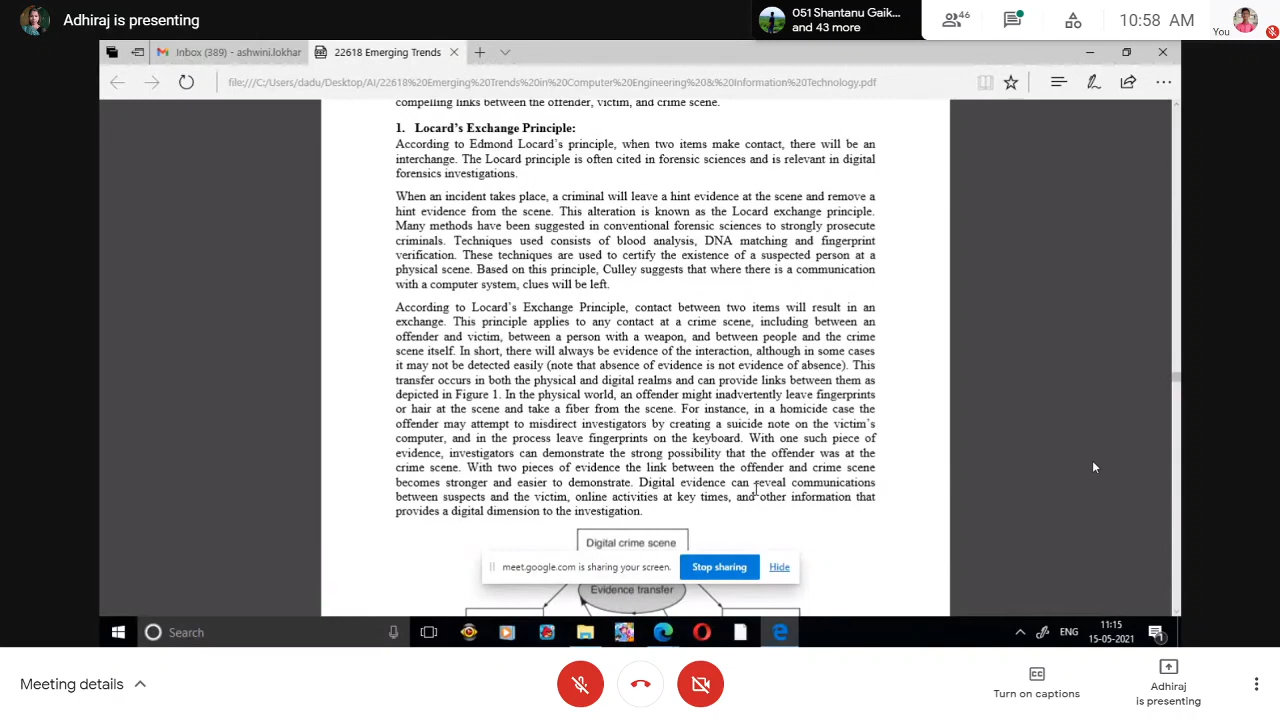 Adhiraj is presenting
051 Shantanu Gaik...
and 43 more
46
10:58 AM
You
Inbox (389) - ashwini.lokhar
22618 Emerging Trends
file:///C:/Users/dadu/Desktop/AI/22618%20Emerging%20Trends%20in%20Computer%20Engineering%20&%20Information%20Technology.pdf
compelling links between the offender, victim, and crime scene.
1. Locard's Exchange Principle:
According to Edmond Locard's principle, when two items make contact, there will be an
interchange. The Locard principle is often cited in forensic sciences and is relevant in digital
forensics investigations.
When an incident takes place, a criminal will leave a hint evidence at the scene and remove a
hint evidence from the scene. This alteration is known as the Locard exchange principle.
Many methods have been suggested in conventional forensic sciences to strongly prosecute
criminals. Techniques used consists of blood analysis, DNA matching and fingerprint
verification. These techniques are used to certify the existence of a suspected person at a
physical scene. Based on this principle, Culley suggests that where there is a communication
with a computer system, clues will be left.
According to Locard's Exchange Principle, contact between two items will result in an
exchange. This principle applies to any contact at a crime scene, including between an
offender and victim, between a person with a weapon, and between people and the crime
scene itself. In short, there will always be evidence of the interaction, although in some cases
it may not be detected easily (note that absence of evidence is not evidence of absence). This
transfer occurs in both the physical and digital realms and can provide links between them as
depicted in Figure 1. In the physical world, an offender might inadvertently leave fingerprints
or hair at the scene and take a fiber from the scene. For instance, in a homicide case the
offender may attempt to misdirect investigators by creating a suicide note on the victim's
computer, and in the process leave fingerprints on the keyboard. With one such piece of
evidence, investigators can demonstrate the strong possibility that the offender was at the
crime scene. With two pieces of evidence the link between the offender and crime scene
becomes stronger and easier to demonstrate. Digital evidence can reveal communications
between suspects and the victim, online activities at key times, and other information that
provides a digital dimension to the investigation.
Digital crime scene
meet.google.com is sharing your screen.
Stop sharing
Hide
Evidence transfer
Search
ENG
11:15
15-05-2021
1
Meeting details
CC
Turn on captions
Adhiraj
is presenting